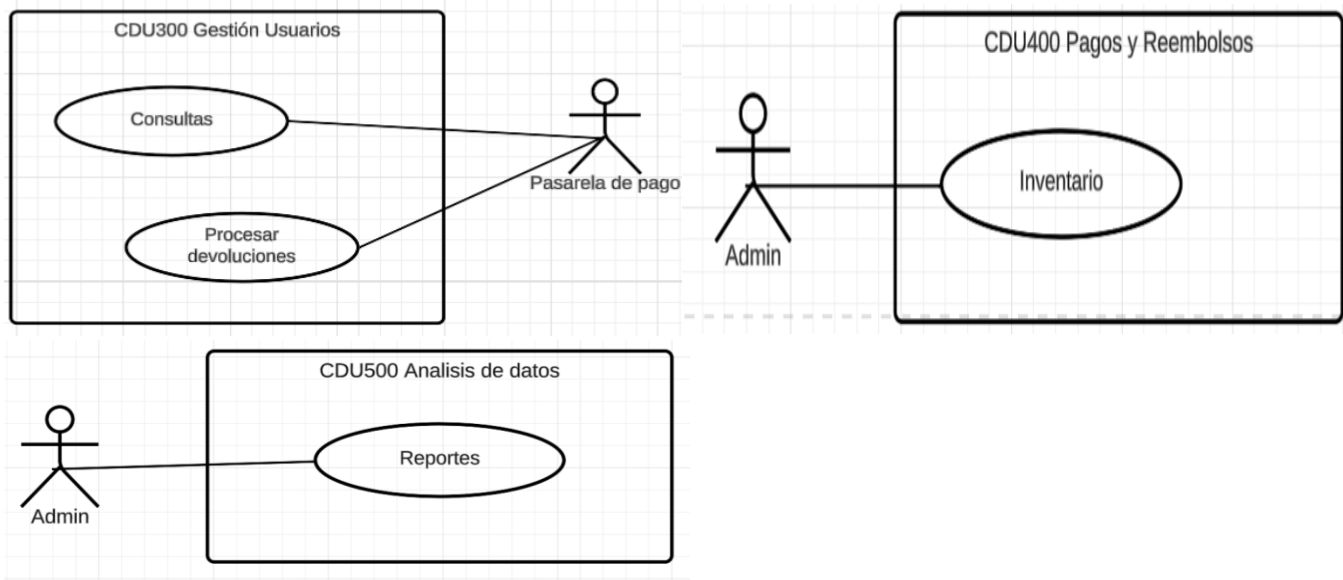 CDU300 Gestión Usuarios
Consultas
Procesar
devoluciones
Pasarela de pago
CDU400 Pagos y Reembolsos
Inventario
Admin
CDU500 Analisis de datos
Reportes
Admin